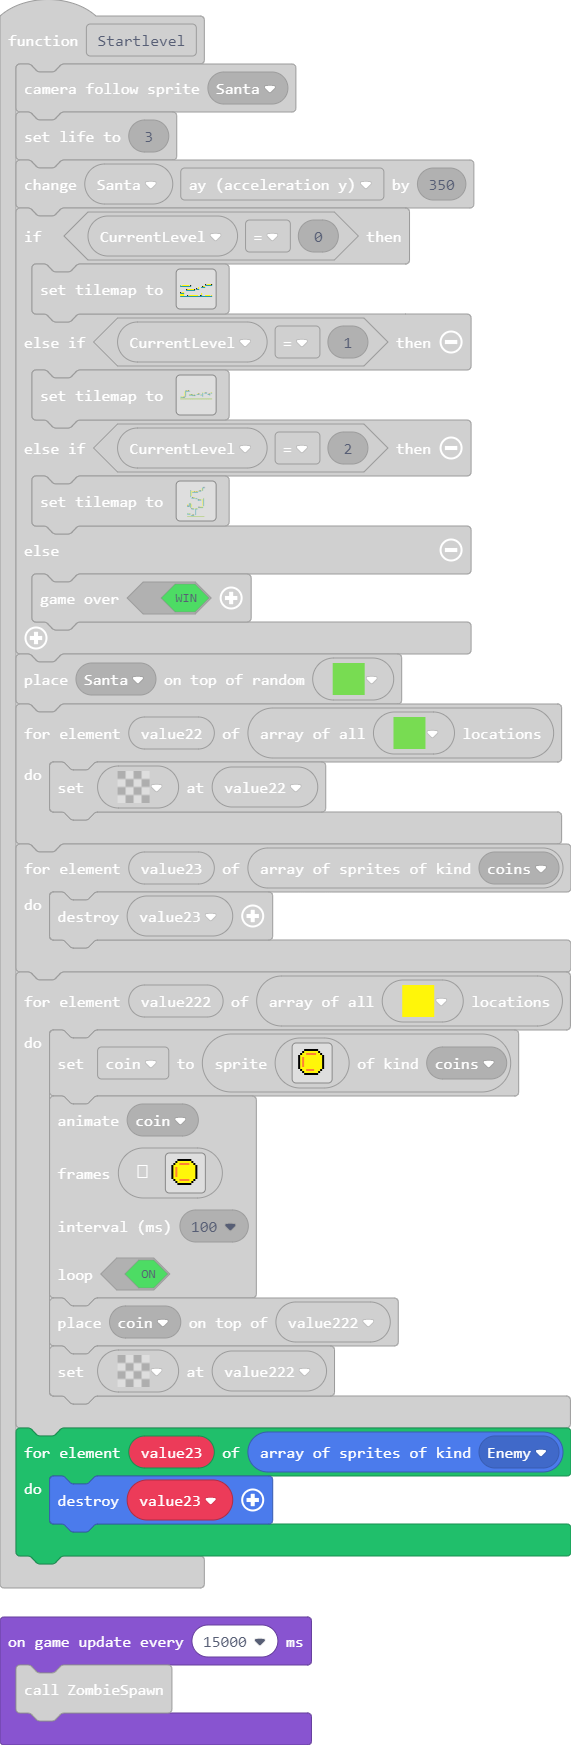 function Startlevel
camera follow sprite Santa
set life to 3
change Santa ay (acceleration y) by 350
if CurrentLevel = 0 then
set tilemap to
else if CurrentLevel = 1 then
set tilemap to
else if CurrentLevel = 2 then
set tilemap to
else
game over WIN
place Santa on top of random
for element value22 of array of all locations
do
set at value22
for element value23 of array of sprites of kind coins
do
destroy value23
for element value222 of array of all locations
do
set coin to sprite of kind coins
animate coin
frames
interval (ms) 100
loop ON
place coin on top of value222
set at value222
for element value23 of array of sprites of kind Enemy
do
destroy value23
on game update every 15000 ms
call ZombieSpawn